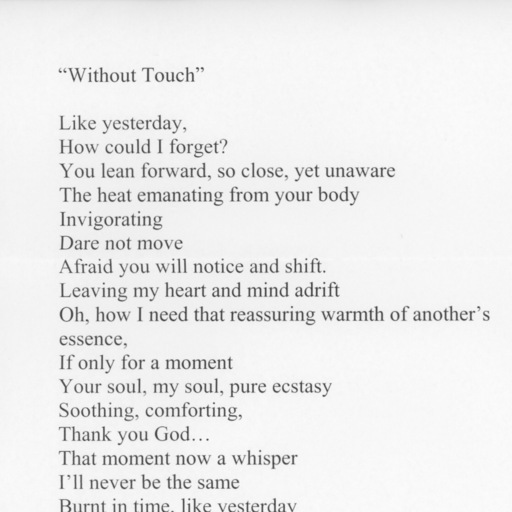 “Without Touch”
Like yesterday,
How could I forget?
You lean forward, so close, yet unaware
The heat emanating from your body
Invigorating
Dare not move
Afraid you will notice and shift.
Leaving my heart and mind adrift
Oh, how I need that reassuring warmth of another’s
essence,
If only for a moment
Your soul, my soul, pure ecstasy
Soothing, comforting,
Thank you God…
That moment now a whisper
I’ll never be the same
Burnt in time, like yesterday